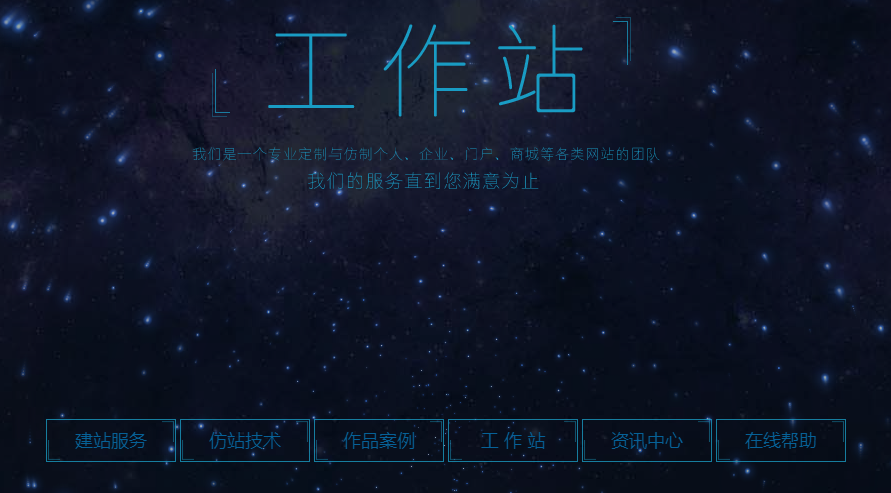 工作站
我们是一个专业定制与仿制个人、企业、门户、商城等各类网站的团队
我们的服务直到您满意为止
建站服务
仿站技术
作品案例
工 作 站
资讯中心
在线帮助